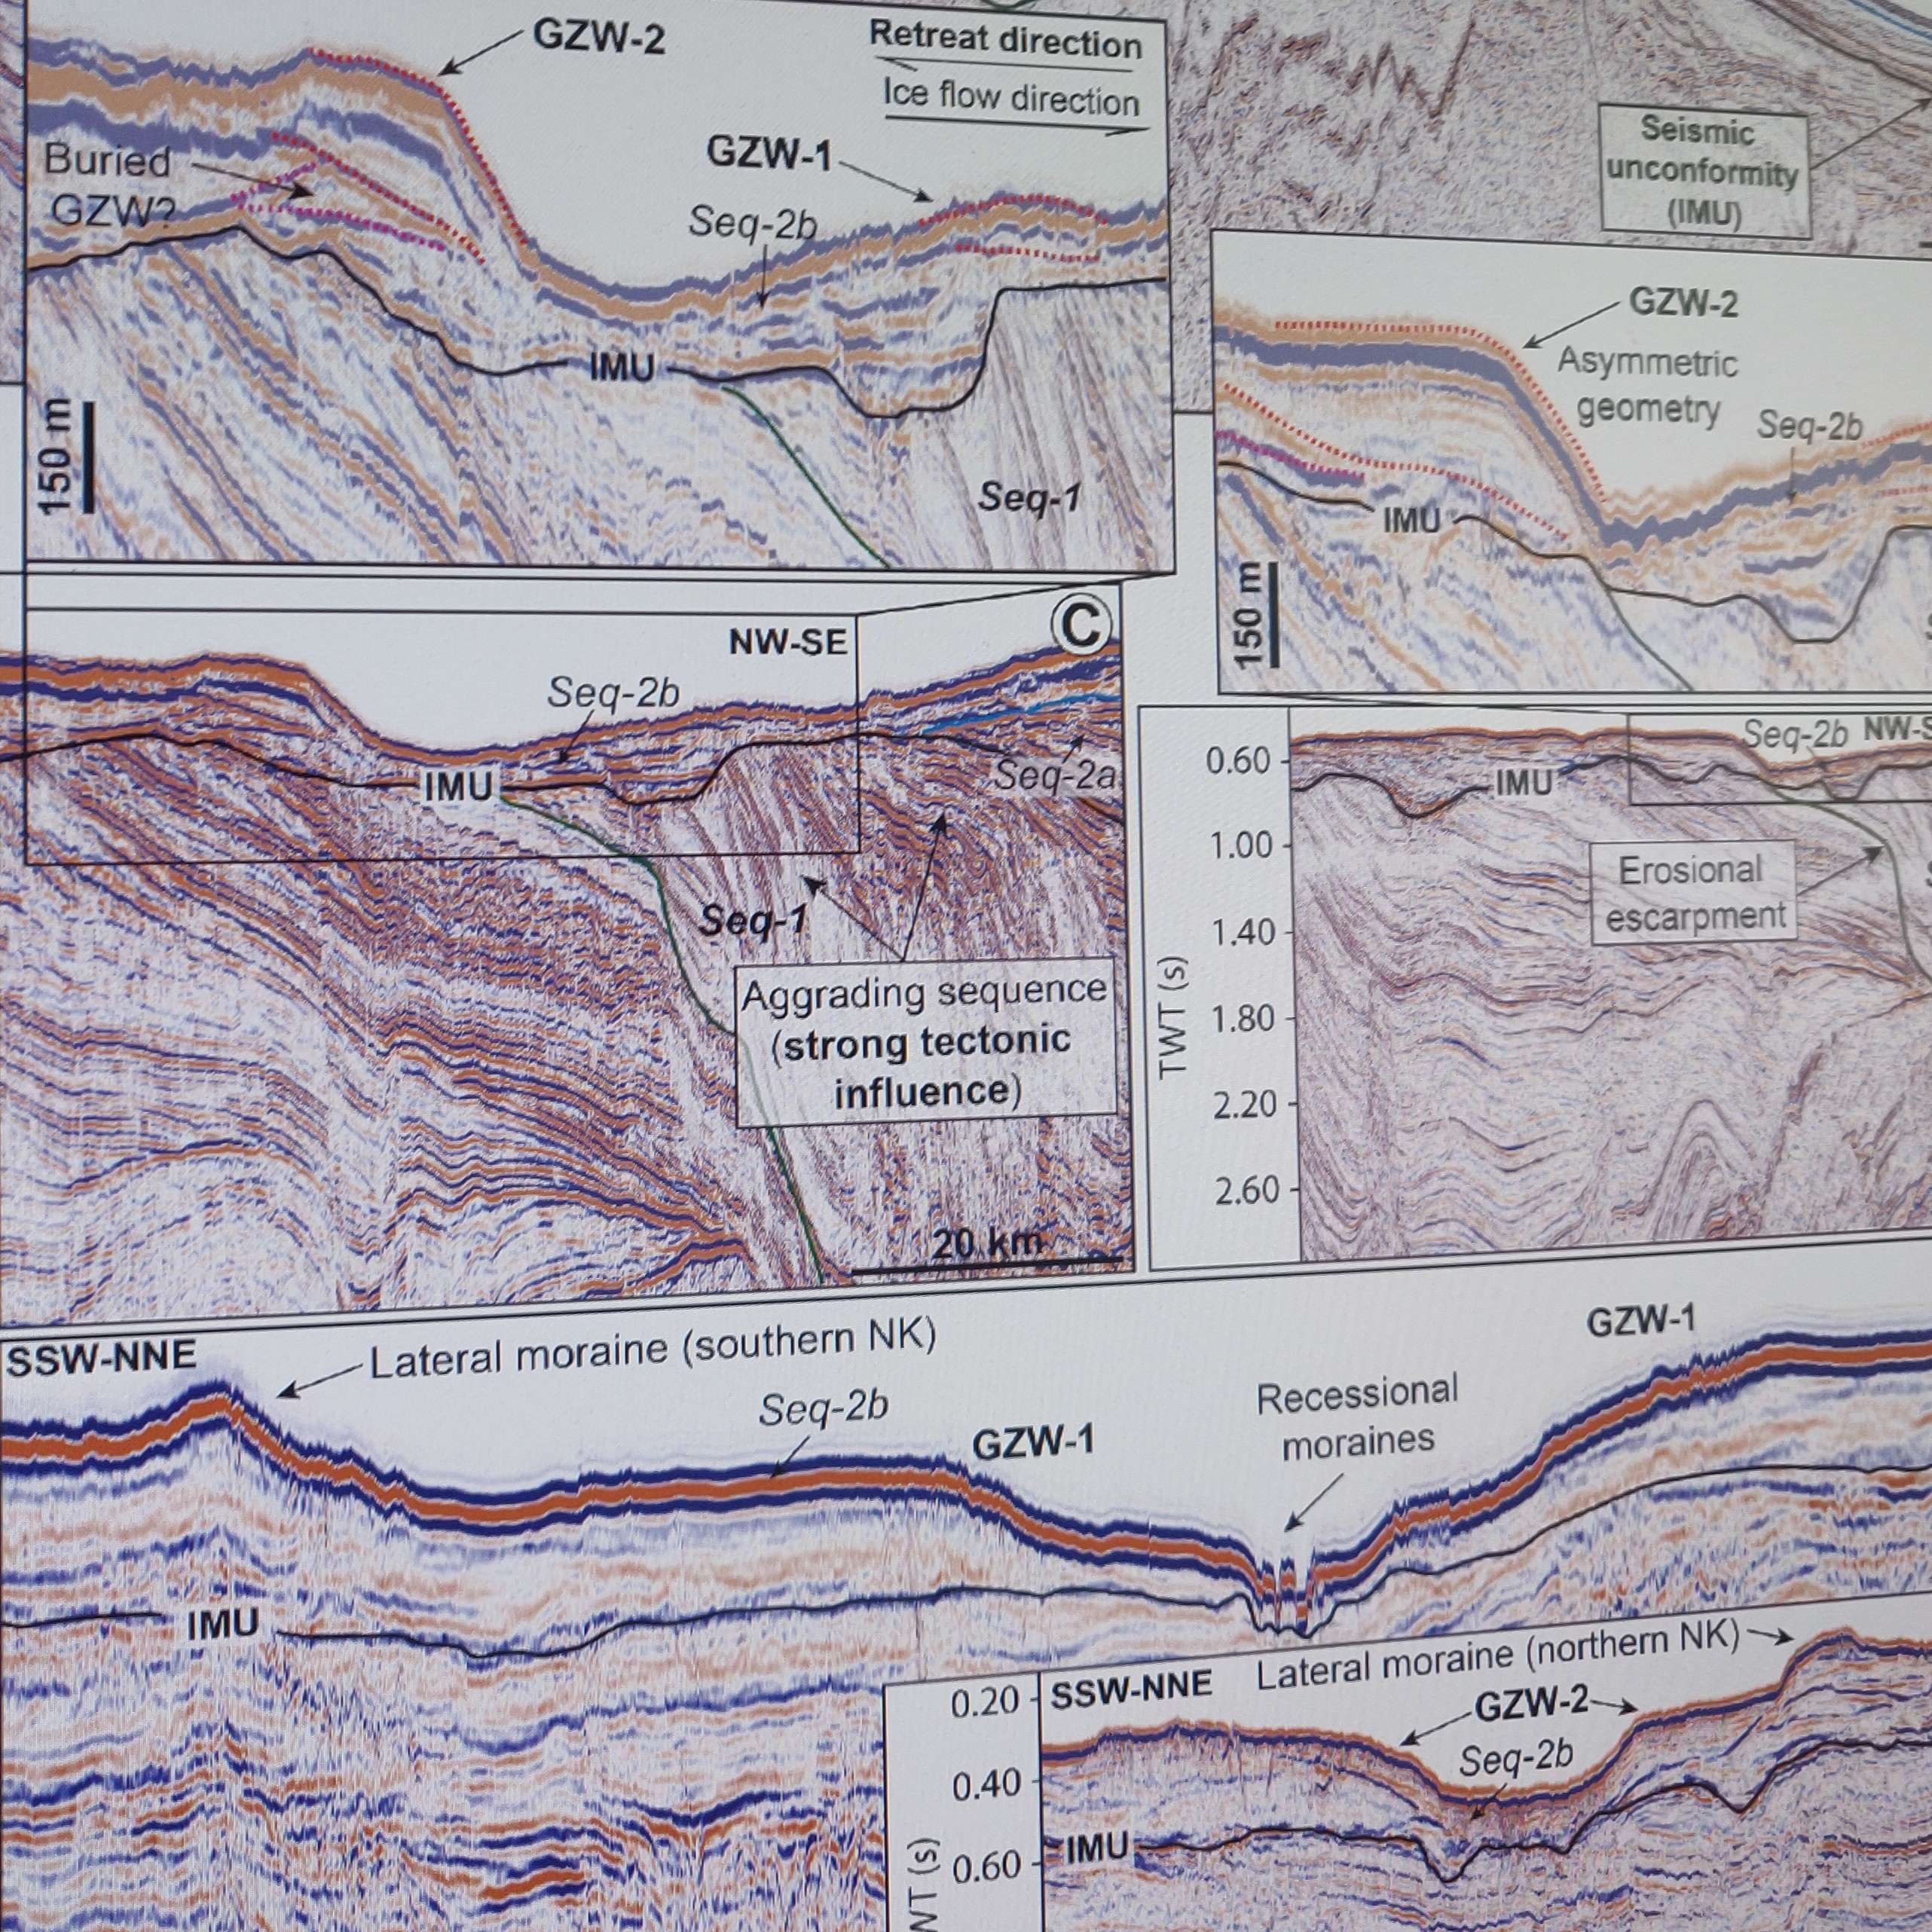 GZW-2
Retreat direction
Ice flow direction
GZW-1
Buried
GZW?
Seq-2b
IMU
150 m
Seq-1
Seismic
unconformity
(IMU)
GZW-2
Asymmetric
geometry
Seq-2b
IMU
150 m
C
NW-SE
Seq-2b
IMU
Seq-2a
Seq-1
Aggrading sequence
(strong tectonic
influence)
20 km
TWT (s)
0.60
1.00
1.40
1.80
2.20
2.60
Seq-2b NW-S
IMU
Erosional
escarpment
SSW-NNE
Lateral moraine (southern NK)
Seq-2b
GZW-1
Recessional
moraines
GZW-1
IMU
WT (s)
0.20
0.40
0.60
SSW-NNE
Lateral moraine (northern NK)
GZW-2
Seq-2b
IMU